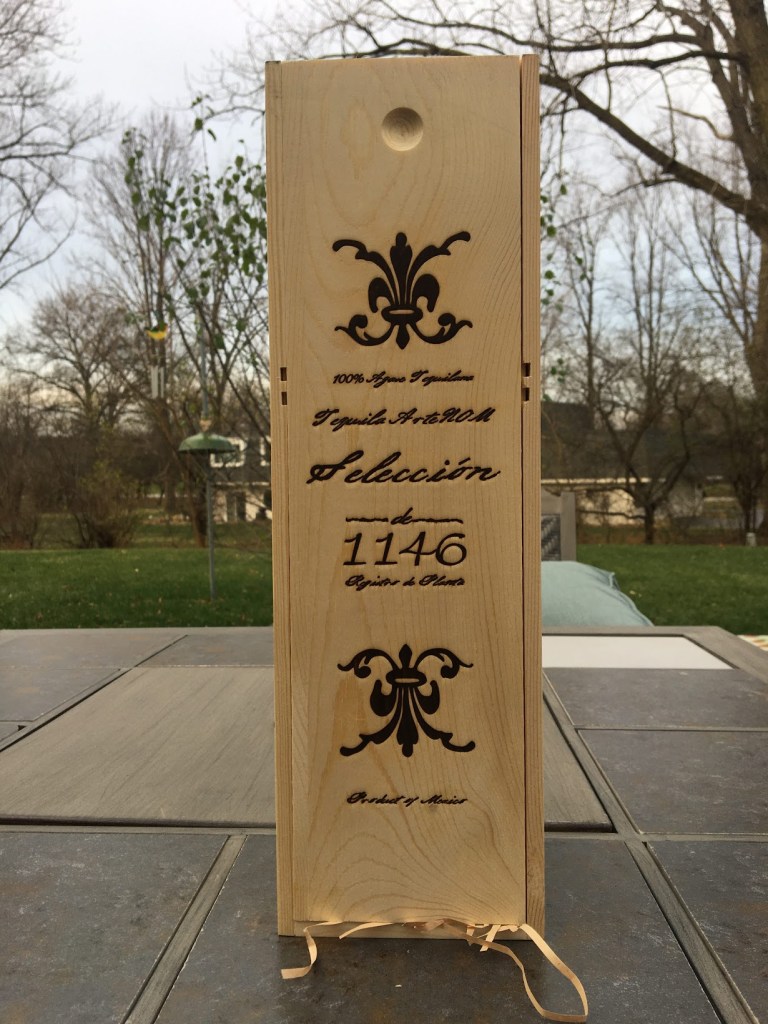 100% Agave Tequilana
Tequila ArteNOM
Selección
de
1146
Registro de Planta
Product of Mexico